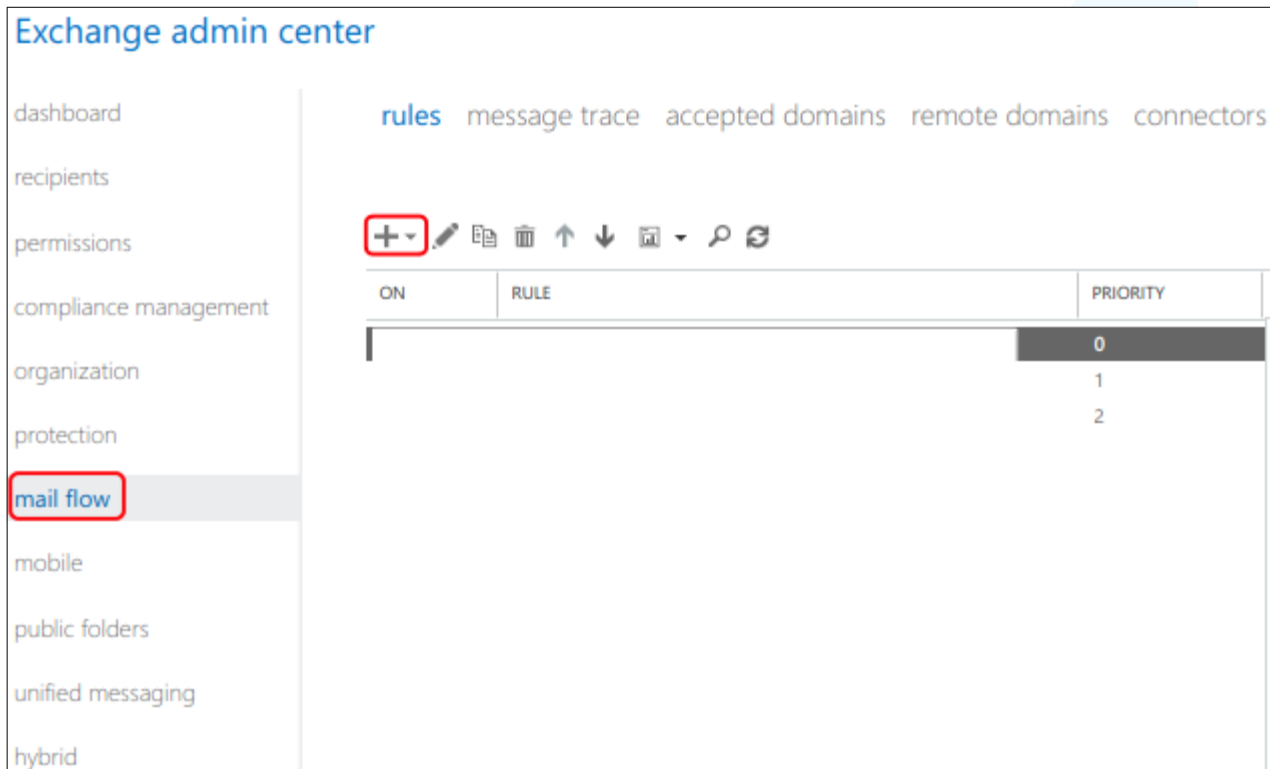 Exchange admin center
dashboard
recipients
permissions
compliance management
organization
protection
mail flow
mobile
public folders
unified messaging
hybrid
rules message trace accepted domains remote domains connectors
ON RULE PRIORITY
0
1
2